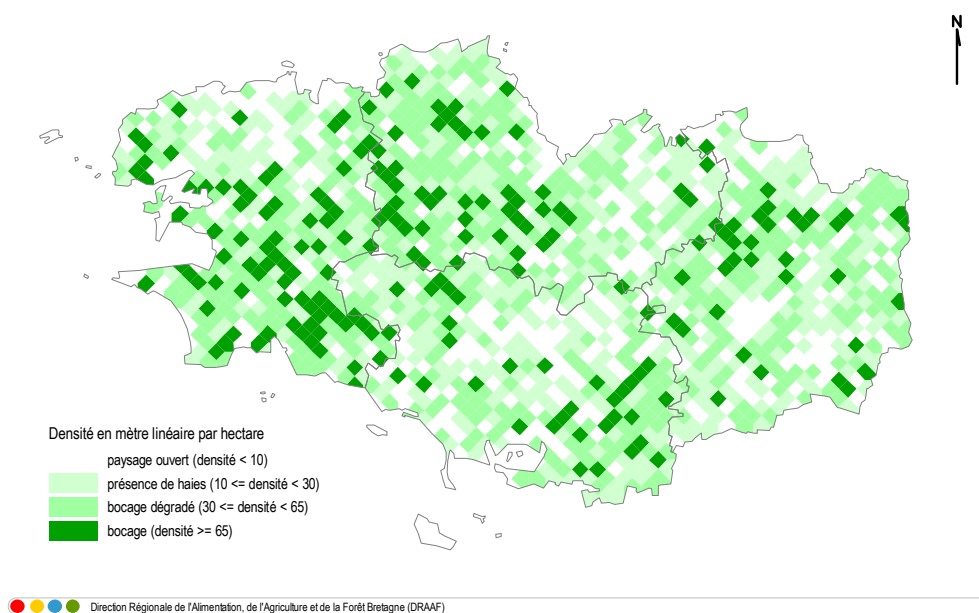 N
Densité en mètre linéaire par hectare
paysage ouvert (densité < 10)
présence de haies (10 <= densité < 30)
bocage dégradé (30 <= densité < 65)
bocage (densité >= 65)
Direction Régionale de l'Alimentation, de l'Agriculture et de la Forêt Bretagne (DRAAF)